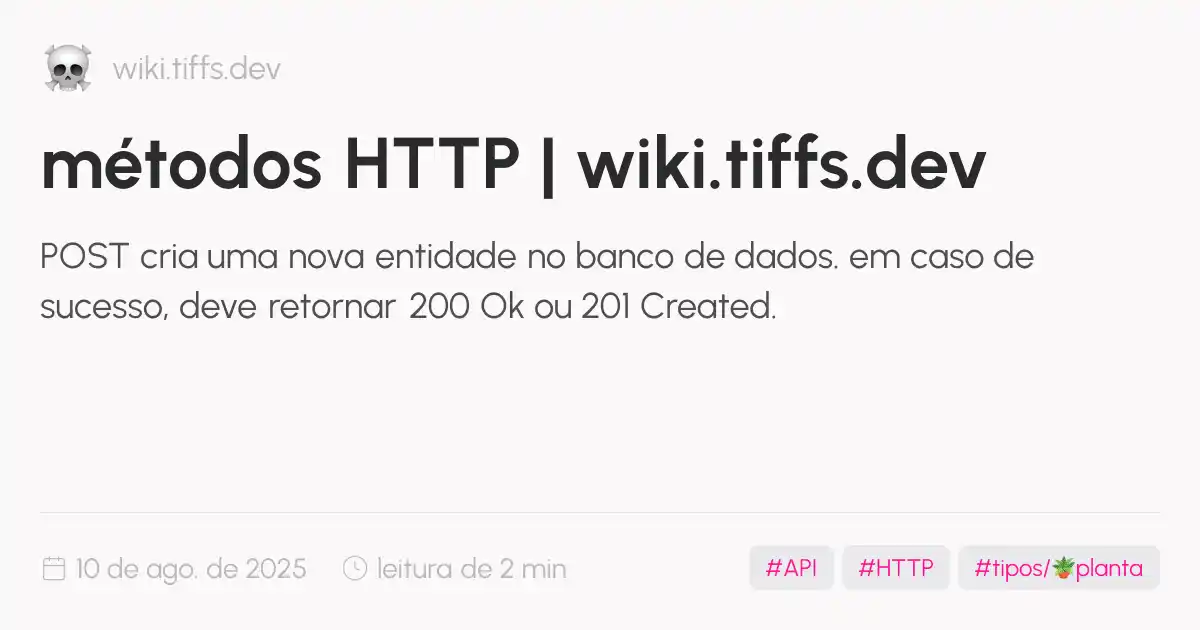 wiki.tiffs.dev
métodos HTTP | wiki.tiffs.dev
POST cria uma nova entidade no banco de dados. em caso de
sucesso, deve retornar 200 Ok ou 201 Created.
10 de ago. de 2025 leitura de 2 min #API #HTTP #tipos/🪴planta